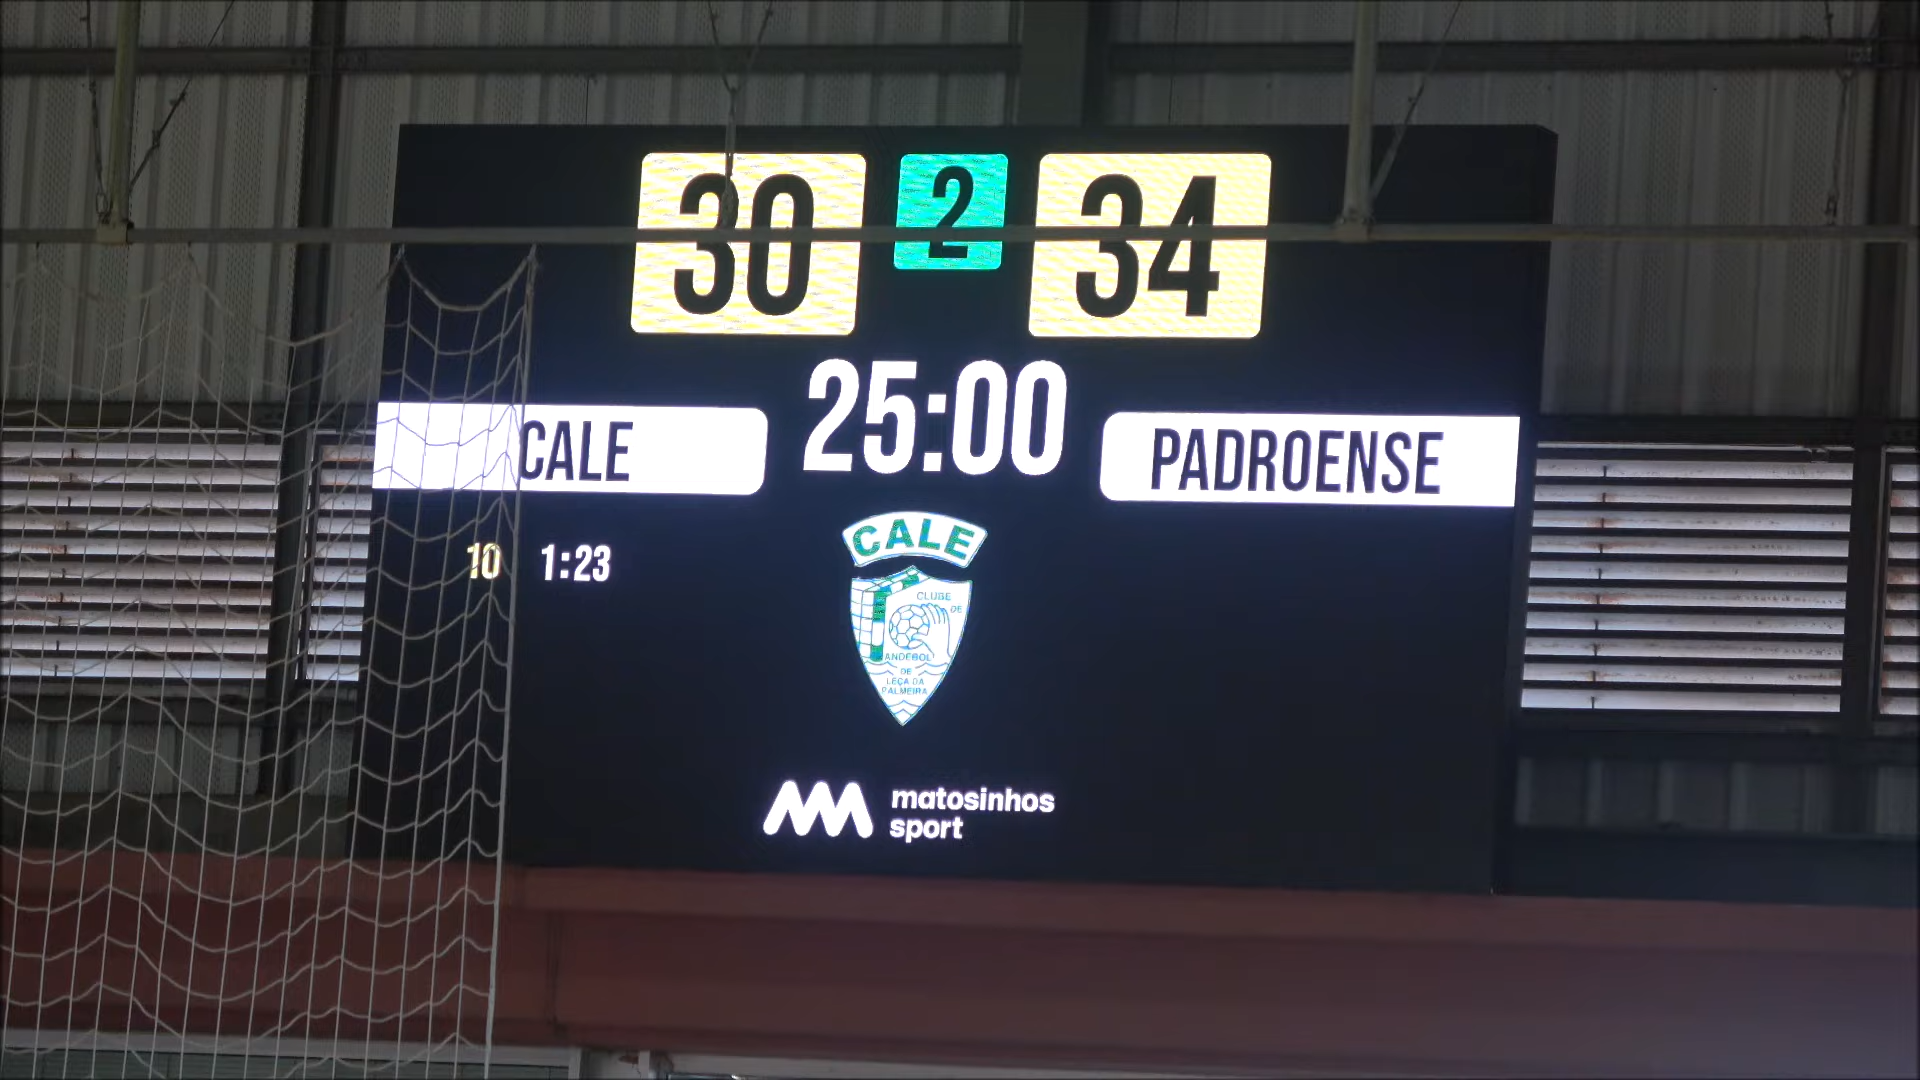 30 2 34
25:00
CALE
PADROENSE
10 1:23
CALE
CLUBE
DE
ANDEBOL
DE
LEÇA DA
PALMEIRA
matosinhos
sport